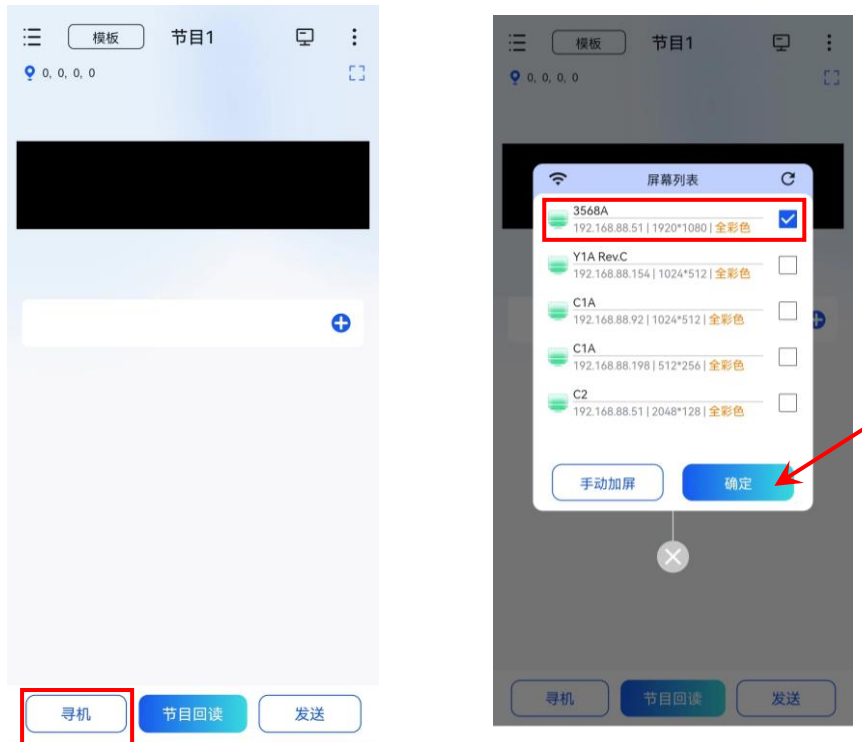 模板 节目1
0, 0, 0, 0
寻机 节目回读 发送
模板 节目1
0, 0, 0, 0
屏幕列表
3568A
192.168.88.51 | 1920*1080 | 全彩色
Y1A Rev.C
192.168.88.154 | 1024*512 | 全彩色
C1A
192.168.88.92 | 1024*512 | 全彩色
C1A
192.168.88.198 | 512*256 | 全彩色
C2
192.168.88.51 | 2048*128 | 全彩色
手动加屏 确定
寻机 节目回读 发送